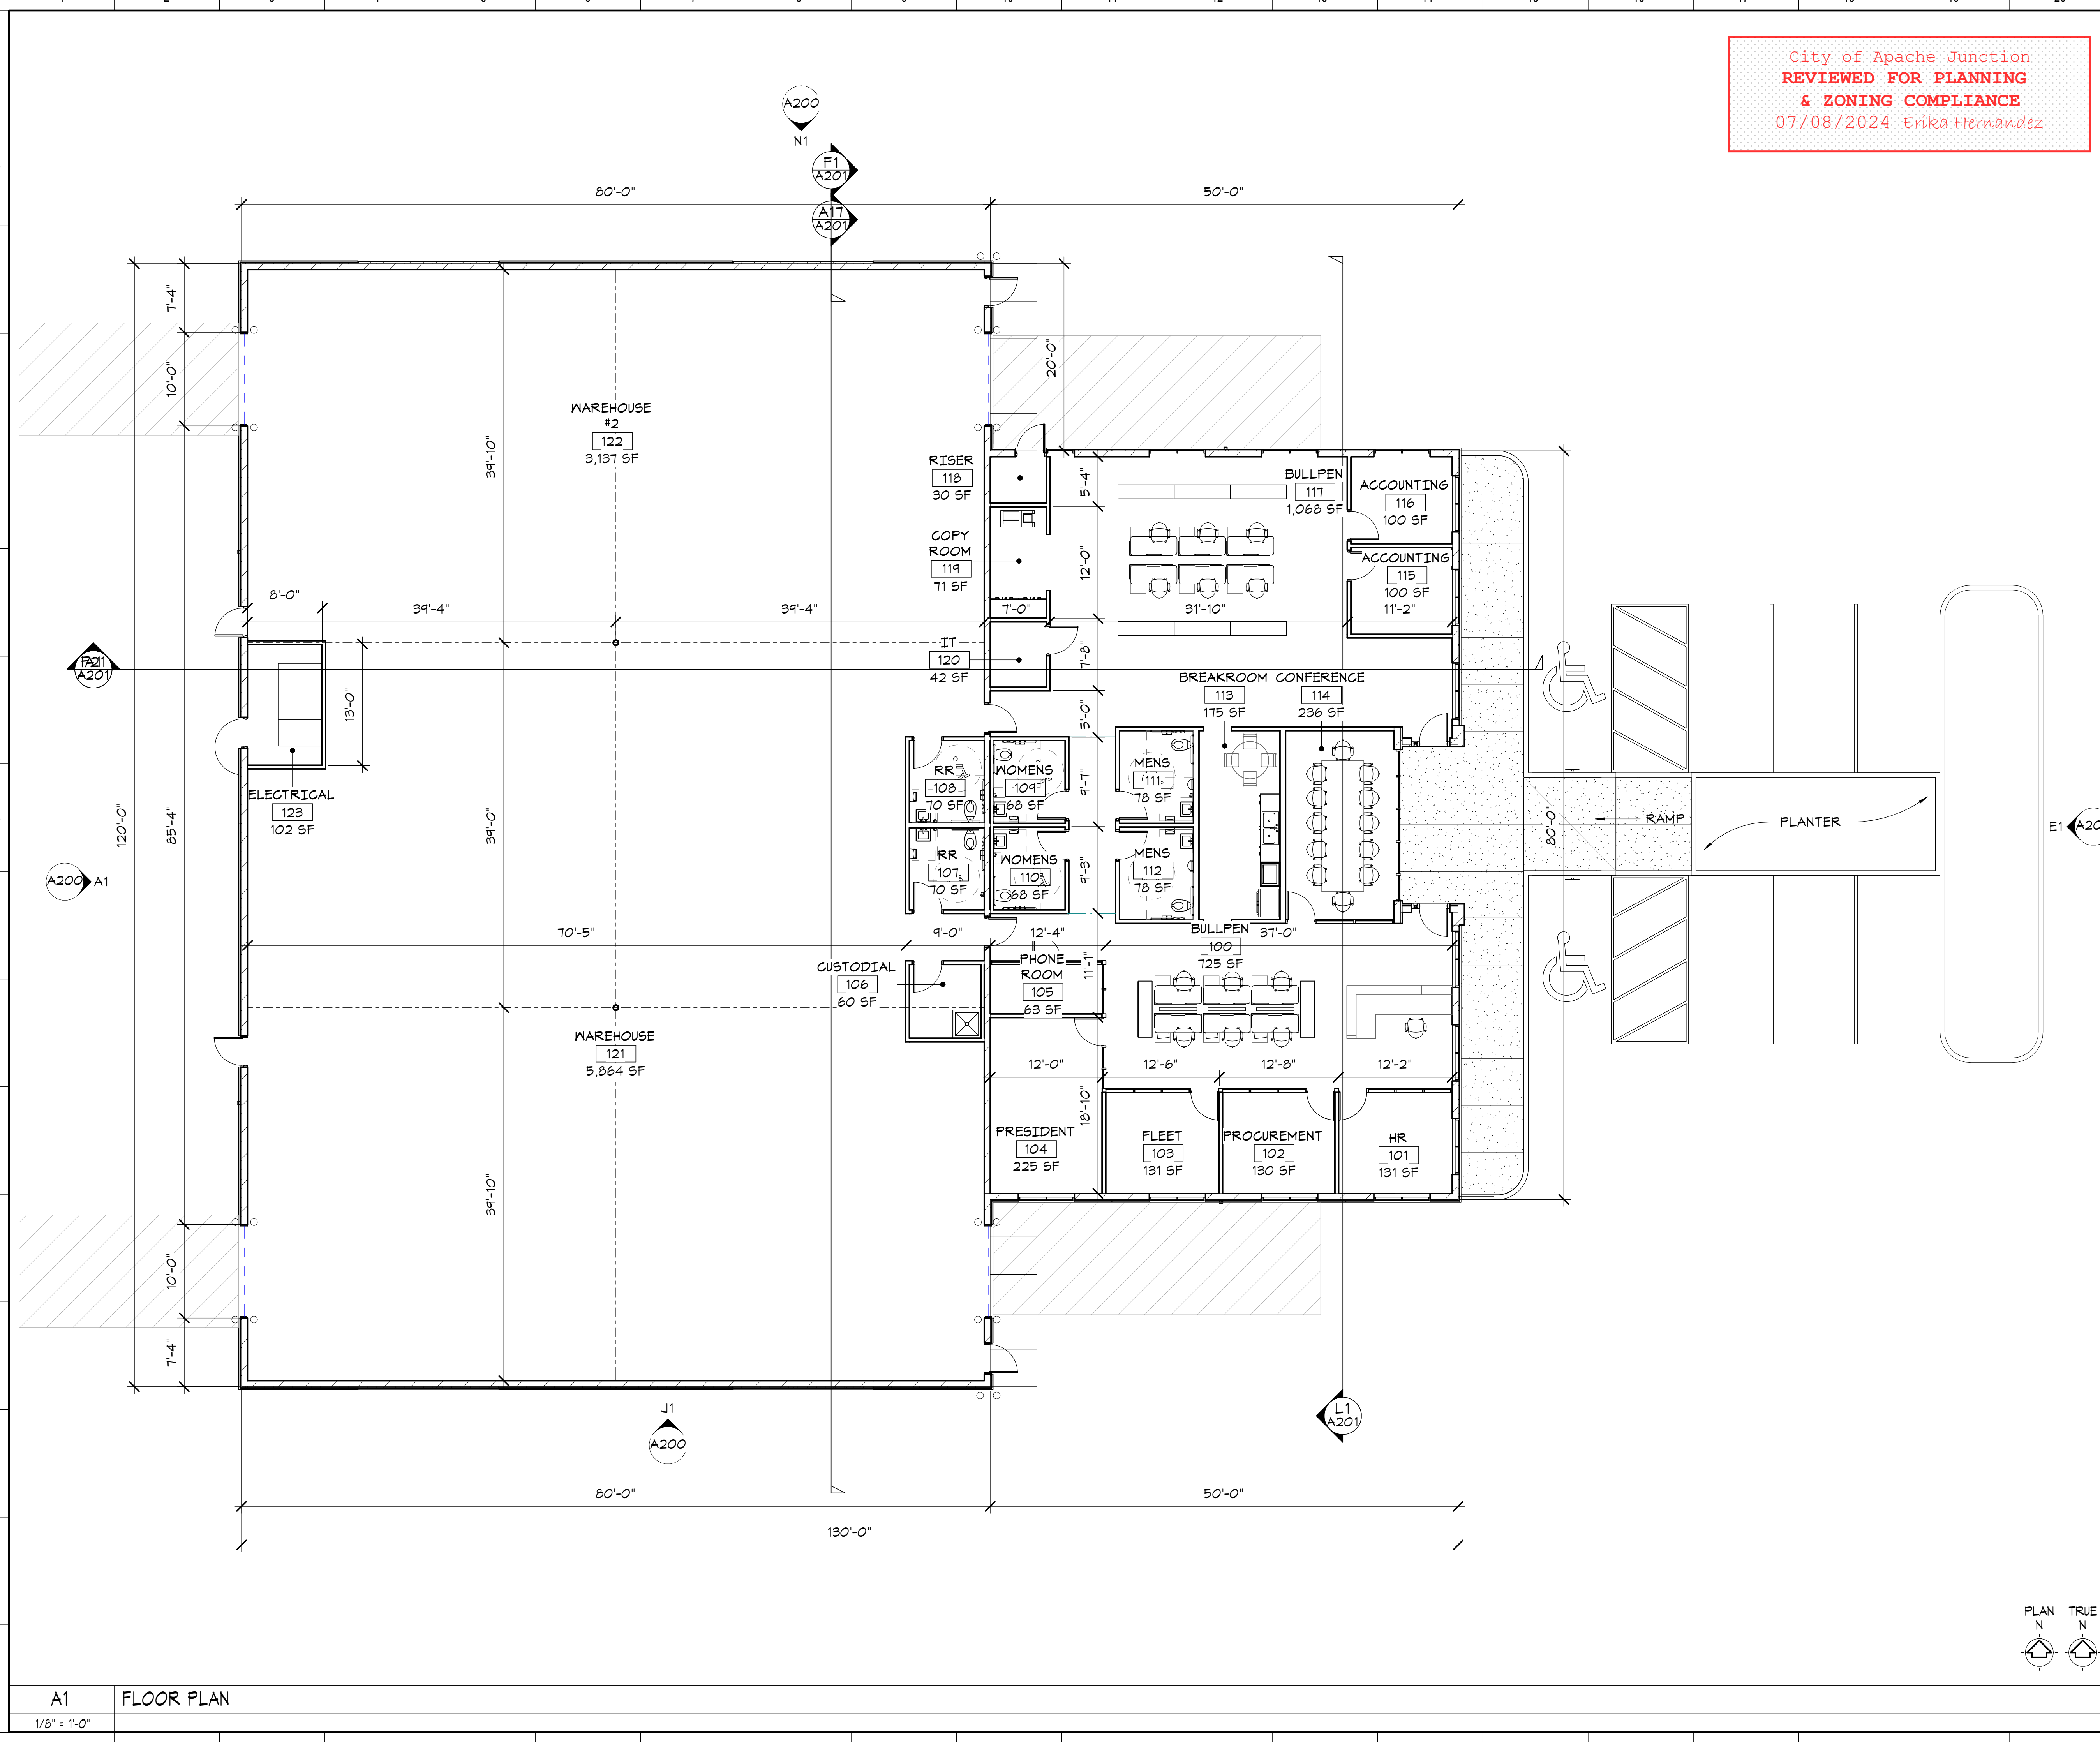 City of Apache Junction
REVIEWED FOR PLANNING
& ZONING COMPLIANCE
07/08/2024 Erika Hernandez
A200
N1
F1
A201
A17
A201
80'-0"
50'-0"
7'-4"
10'-0"
20'-0"
39'-10"
WAREHOUSE
#2
122
3,137 SF
RISER
118
30 SF
5'-4"
BULLPEN
117
1,068 SF
ACCOUNTING
116
100 SF
COPY
ROOM
119
71 SF
12'-0"
ACCOUNTING
115
100 SF
11'-2"
8'-0"
39'-4"
39'-4"
7'-0"
31'-10"
A201
IT
120
42 SF
7'-8"
13'-0"
BREAKROOM
113
175 SF
CONFERENCE
114
236 SF
5'-0"
ELECTRICAL
123
102 SF
120'-0"
85'-4"
39'-0"
RR
108
70 SF
WOMENS
109
68 SF
9'-7"
MENS
111
78 SF
RAMP
PLANTER
80'-0"
E1
A200
A1
RR
107
70 SF
WOMENS
110
68 SF
9'-3"
MENS
112
78 SF
70'-5"
9'-0"
12'-4"
BULLPEN
100
725 SF
37'-0"
CUSTODIAL
106
60 SF
PHONE
ROOM
105
63 SF
11'-1"
WAREHOUSE
121
5,864 SF
12'-0"
12'-6"
12'-8"
12'-2"
18'-10"
PRESIDENT
104
225 SF
FLEET
103
131 SF
PROCUREMENT
102
130 SF
HR
101
131 SF
39'-10"
10'-0"
7'-4"
J1
A200
L1
A201
80'-0"
50'-0"
130'-0"
PLAN
N
TRUE
N
A1
FLOOR PLAN
1/8" = 1'-0"